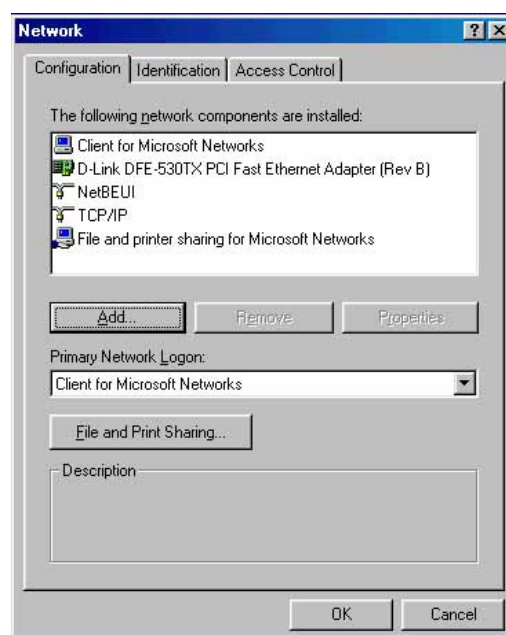 Network
Configuration Identification Access Control
The following network components are installed:
Client for Microsoft Networks
D-Link DFE-530TX PCI Fast Ethernet Adapter (Rev B)
NetBEUI
TCP/IP
File and printer sharing for Microsoft Networks
Add... Remove Properties
Primary Network Logon:
Client for Microsoft Networks
File and Print Sharing...
Description
OK Cancel